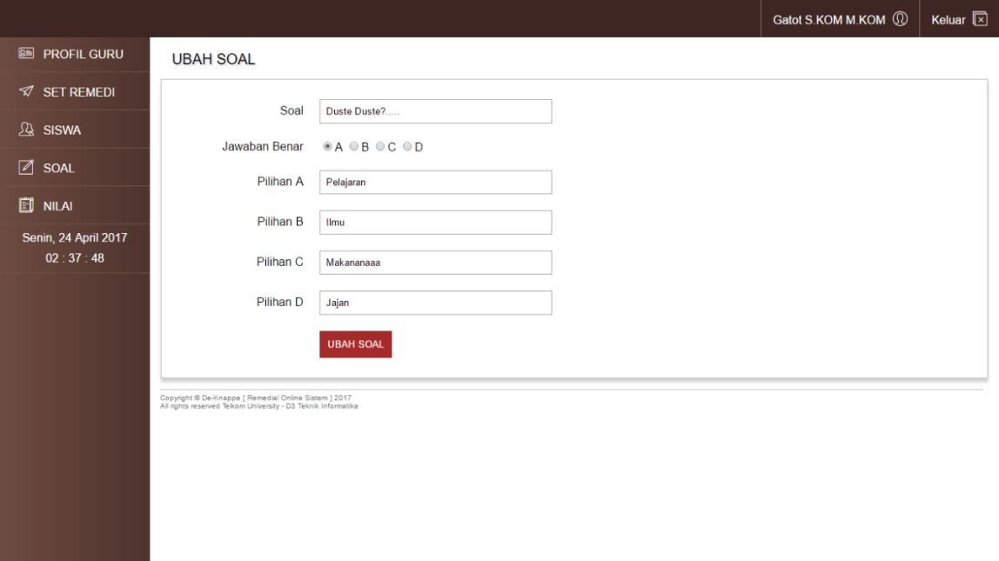 Gatot S.KOM M.KOM Keluar
PROFIL GURU
SET REMEDI
SISWA
SOAL
NILAI
Senin, 24 April 2017
02 : 37 : 48
UBAH SOAL
Soal Duste Duste?.....
Jawaban Benar A B C D
Pilihan A Pelajaran
Pilihan B Ilmu
Pilihan C Makananaaa
Pilihan D Jajan
UBAH SOAL
Copyright © De-Knappe [ Remedial Online Sistem ] 2017
All rights reserved Telkom University - D3 Teknik Informatika